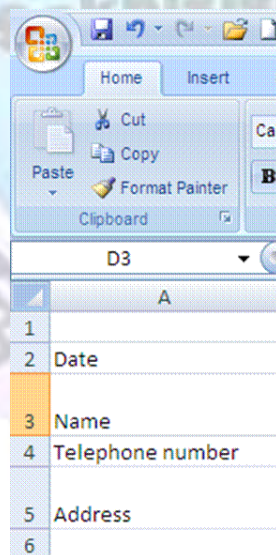 Home Insert
Cut
Ca
Copy
Paste
B
Format Painter
Clipboard
D3
A
1
2 Date
3 Name
4 Telephone number
5 Address
6